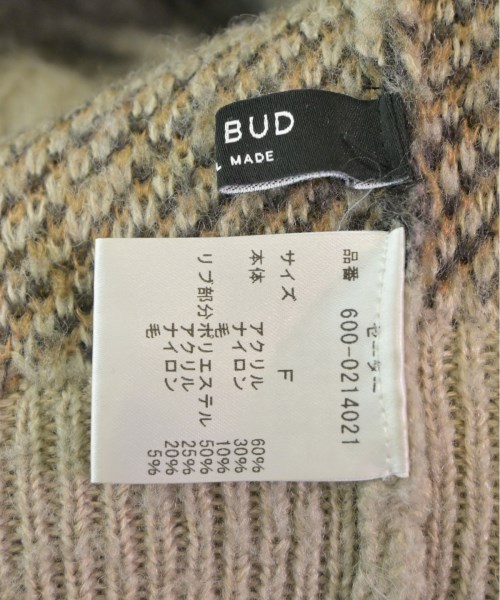 BUD
MADE
セーター
品番 600-0214021
サイズ F
本体 アクリル 60%
ナイロン 30%
毛 10%
リブ部分ポリエステル 50%
アクリル 25%
ナイロン 20%
毛 5%